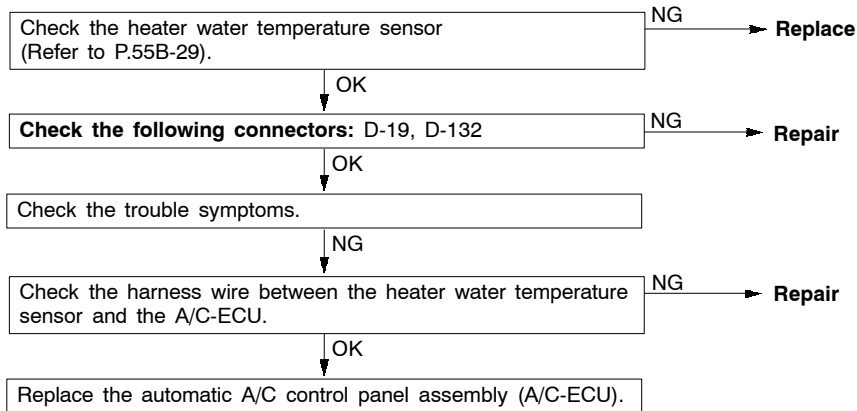 Check the heater water temperature sensor
(Refer to P.55B-29).
NG
Replace
OK
Check the following connectors: D-19, D-132
NG
Repair
OK
Check the trouble symptoms.
NG
Check the harness wire between the heater water temperature
sensor and the A/C-ECU.
NG
Repair
OK
Replace the automatic A/C control panel assembly (A/C-ECU).